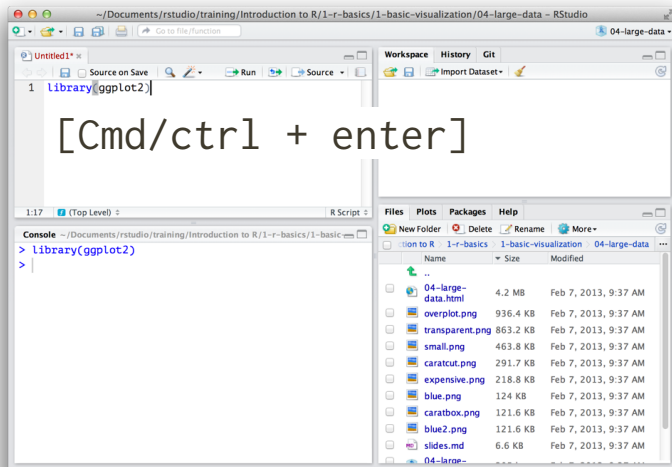 ~/Documents/rstudio/training/Introduction to R/1-r-basics/1-basic-visualization/04-large-data - RStudio
Go to file/function
04-large-data
Untitled1*
Source on Save
Run
Source
1 library(ggplot2)
[Cmd/ctrl + enter]
1:17
(Top Level)
R Script
Console ~/Documents/rstudio/training/Introduction to R/1-r-basics/1-basic-
> library(ggplot2)
>
Workspace History Git
Import Dataset
Files Plots Packages Help
New Folder Delete Rename More
ction to R 1-r-basics 1-basic-visualization 04-large-data ...
Name Size Modified
..
04-large-data.html 4.2 MB Feb 7, 2013, 9:37 AM
overplot.png 936.4 KB Feb 7, 2013, 9:37 AM
transparent.png 863.2 KB Feb 7, 2013, 9:37 AM
small.png 463.8 KB Feb 7, 2013, 9:37 AM
caratcut.png 291.7 KB Feb 7, 2013, 9:37 AM
expensive.png 218.8 KB Feb 7, 2013, 9:37 AM
blue.png 124 KB Feb 7, 2013, 9:37 AM
caratbox.png 121.6 KB Feb 7, 2013, 9:37 AM
blue2.png 121.6 KB Feb 7, 2013, 9:37 AM
slides.md 6.6 KB Feb 7, 2013, 9:37 AM
04-large-